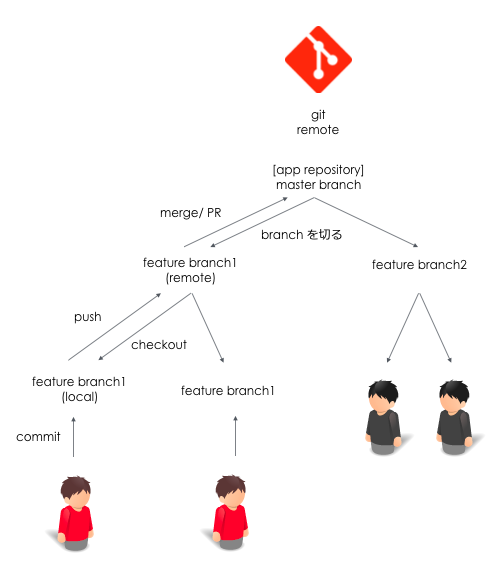 git
remote
[app repository]
master branch
merge/ PR
branch を切る
feature branch1
(remote)
feature branch2
push
checkout
feature branch1
(local)
feature branch1
commit